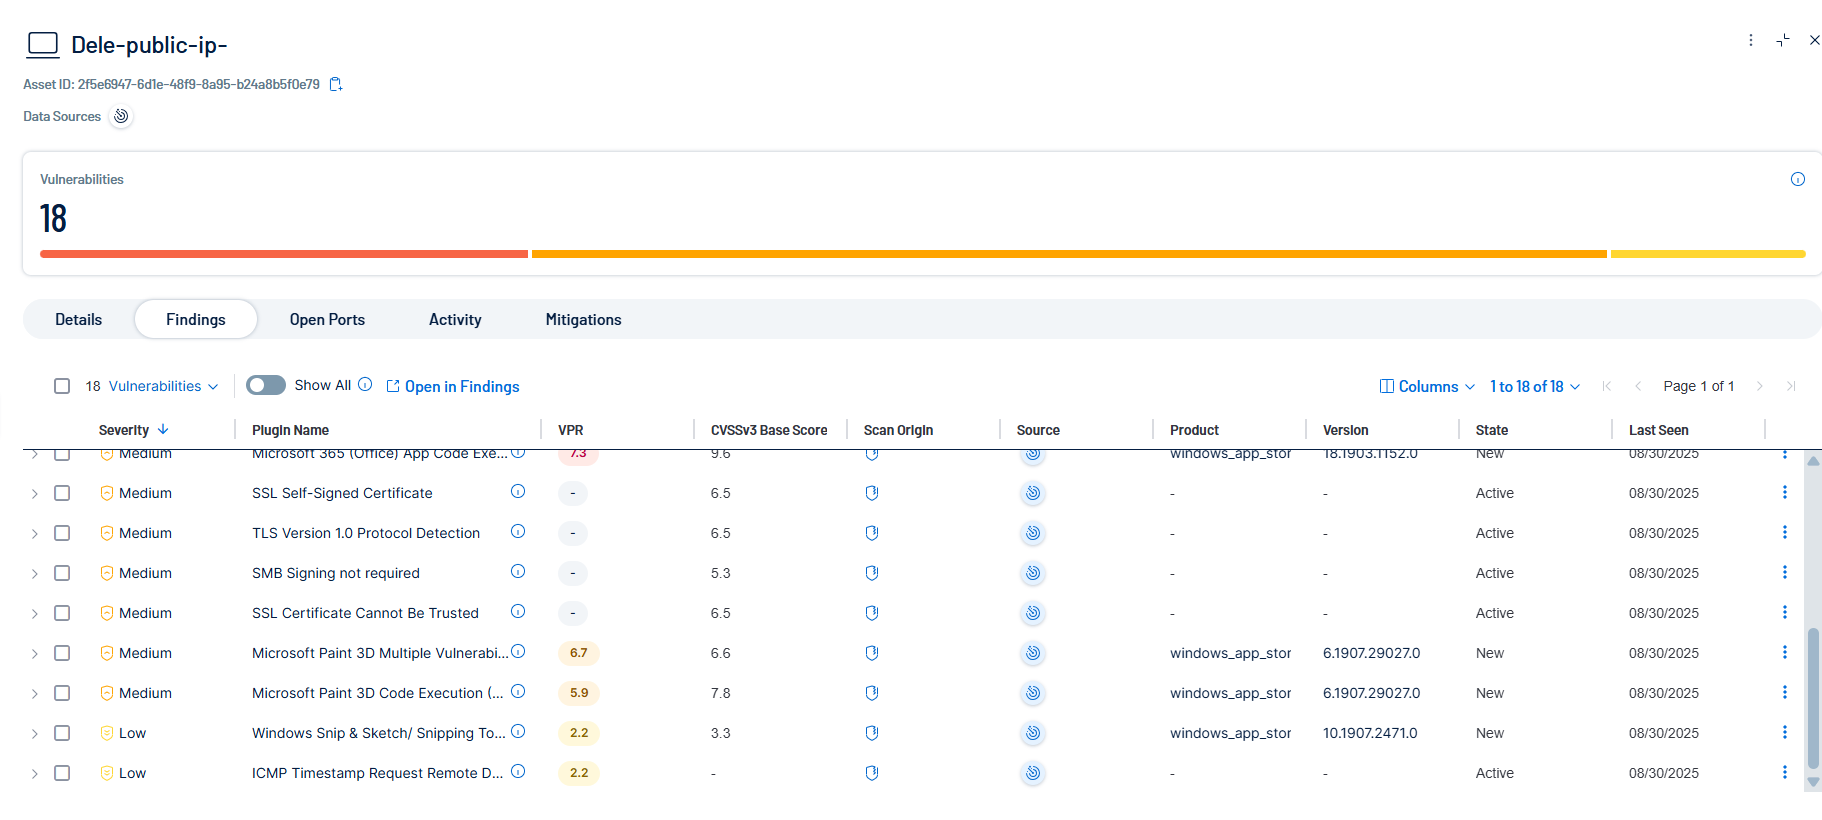 Dele-public-ip-
Asset ID: 2f5e6947-6d1e-48f9-8a95-b24a8b5f0e79
Data Sources
Vulnerabilities
18
Details Findings Open Ports Activity Mitigations
18 Vulnerabilities Show All Open in Findings Columns 1 to 18 of 18 Page 1 of 1
Severity Plugin Name VPR CVSSv3 Base Score Scan Origin Source Product Version State Last Seen
Medium Microsoft 365 (Office) App Code Exe... 7.3 9.6 windows_app_stor 18.1903.1152.0 New 08/30/2025
Medium SSL Self-Signed Certificate - 6.5 - - Active 08/30/2025
Medium TLS Version 1.0 Protocol Detection - 6.5 - - Active 08/30/2025
Medium SMB Signing not required - 5.3 - - Active 08/30/2025
Medium SSL Certificate Cannot Be Trusted - 6.5 - - Active 08/30/2025
Medium Microsoft Paint 3D Multiple Vulnerabi... 6.7 6.6 windows_app_stor 6.1907.29027.0 New 08/30/2025
Medium Microsoft Paint 3D Code Execution (... 5.9 7.8 windows_app_stor 6.1907.29027.0 New 08/30/2025
Low Windows Snip & Sketch/ Snipping To... 2.2 3.3 windows_app_stor 10.1907.2471.0 New 08/30/2025
Low ICMP Timestamp Request Remote D... 2.2 - - - Active 08/30/2025